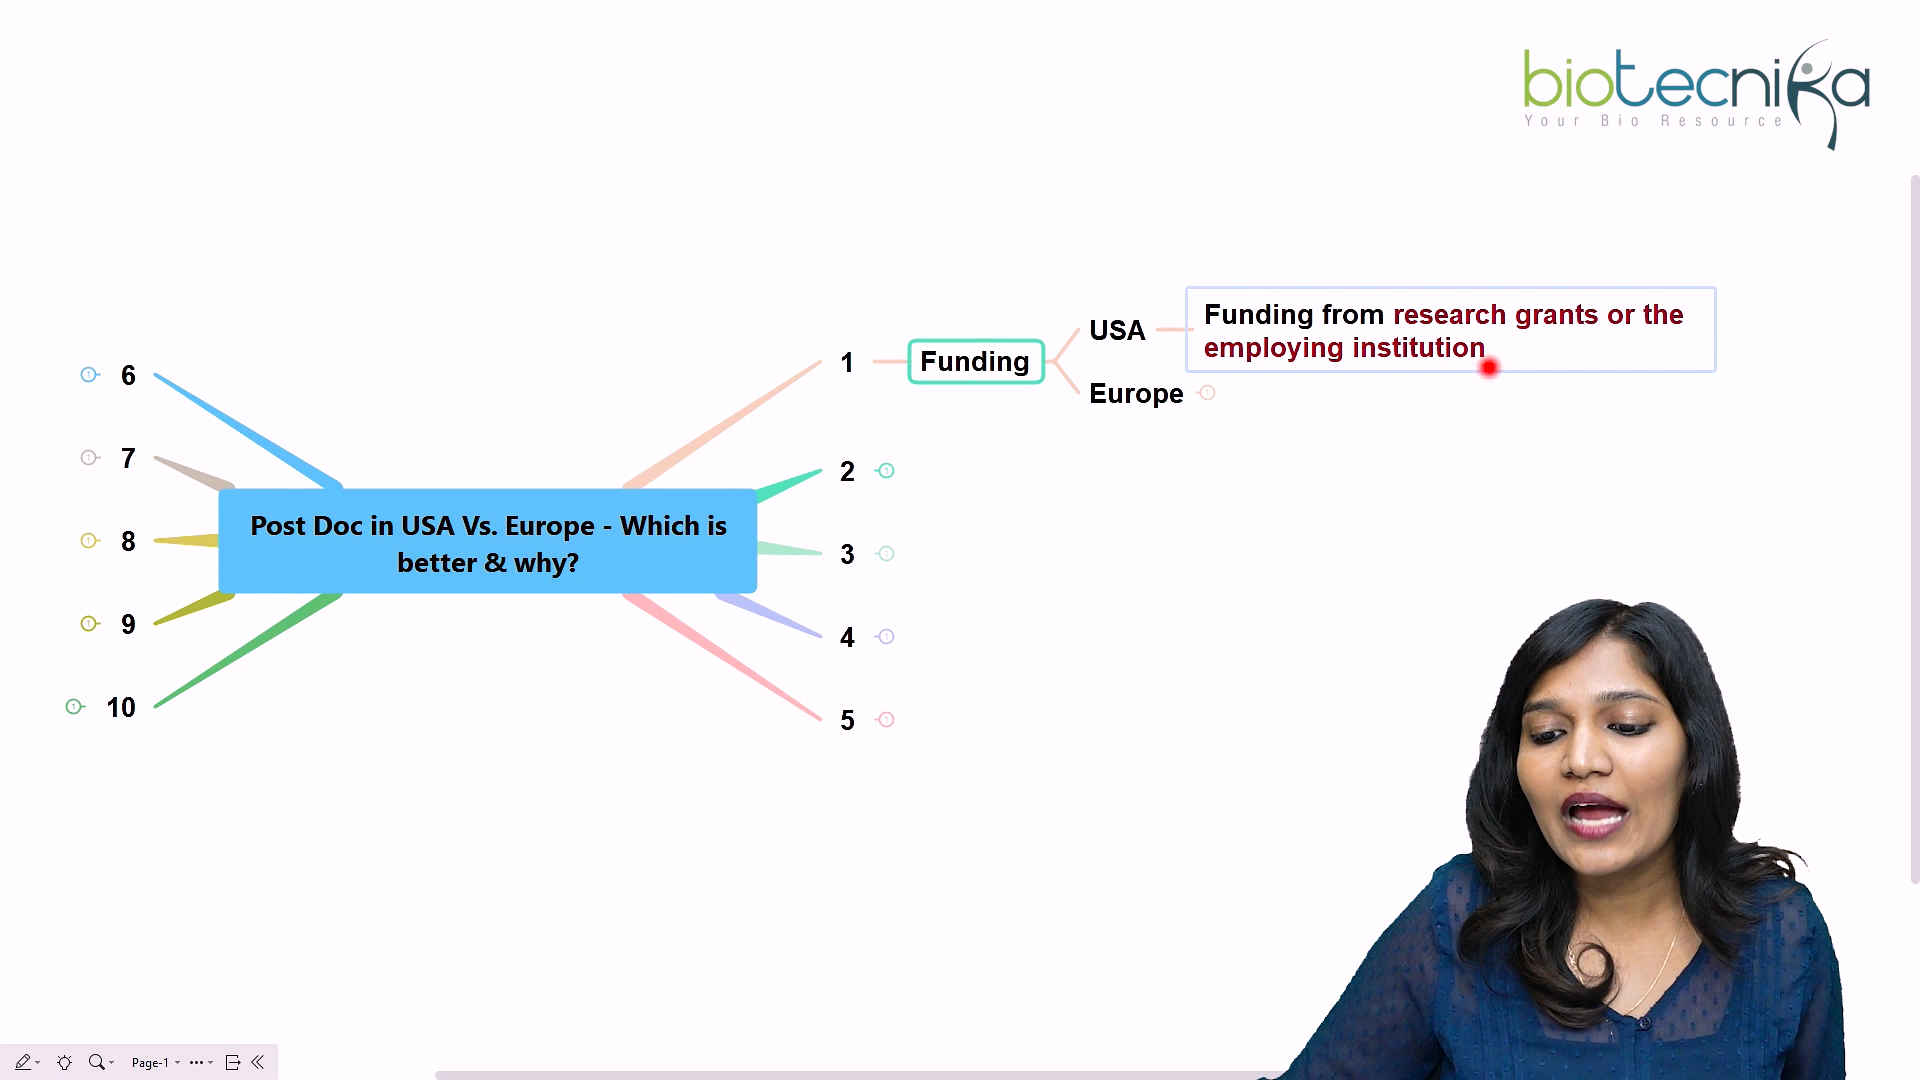 biotecnika
Your Bio Resource
Funding from research grants or the
employing institution
USA
Funding
Europe
1
2
3
4
5
6
7
8
9
10
Post Doc in USA Vs. Europe - Which is
better & why?
Page-1